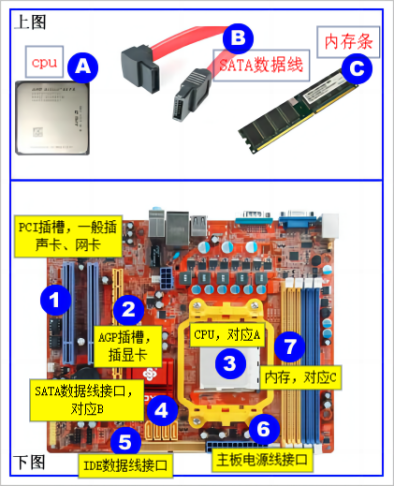 上图
cpu
A
B
SATA数据线
内存条
C
PCI插槽，一般插
声卡、网卡
1
2
AGP插槽，
插显卡
CPU，对应A
3
7
内存，对应C
SATA数据线接口，
对应B
4
5
IDE数据线接口
6
主板电源线接口
下图